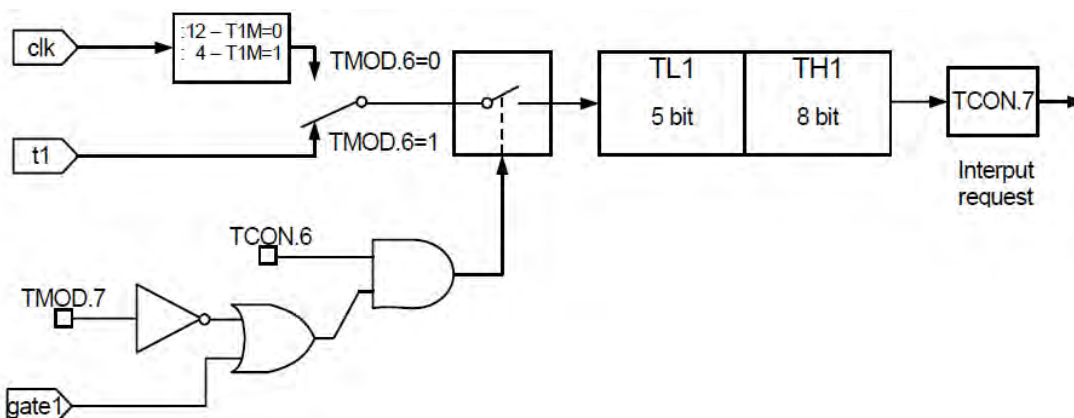 clk
:12 – T1M=0
: 4 – T1M=1
TMOD.6=0
TL1
5 bit
TH1
8 bit
TCON.7
t1
TMOD.6=1
Interput
request
TCON.6
TMOD.7
gate1